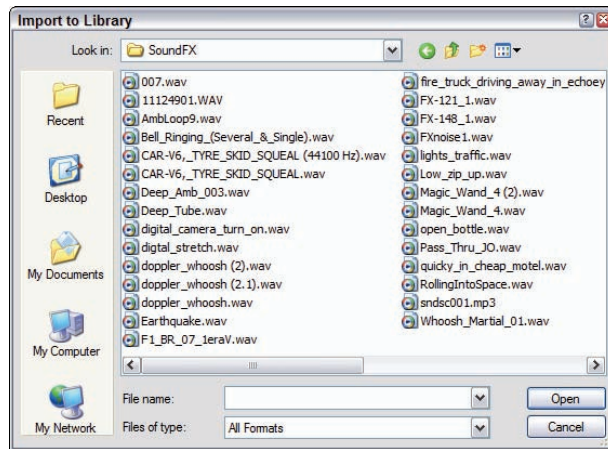 Import to Library
Look in:
SoundFX
Recent
Desktop
My Documents
My Computer
My Network
007.wav
11124901.WAV
AmbLoop9.wav
Bell_Ringing_(Several_&_Single).wav
CAR-V6,_TYRE_SKID_SQUEAL (44100 Hz).wav
CAR-V6,_TYRE_SKID_SQUEAL.wav
Deep_Amb_003.wav
Deep_Tube.wav
digital_camera_turn_on.wav
digtal_stretch.wav
doppler_whoosh (2).wav
doppler_whoosh (2.1).wav
doppler_whoosh.wav
Earthquake.wav
F1_BR_07_1eraV.wav
fire_truck_driving_away_in_echoey
FX-121_1.wav
FX-148_1.wav
FXnoise1.wav
lights_traffic.wav
Low_zip_up.wav
Magic_Wand_4 (2).wav
Magic_Wand_4.wav
open_bottle.wav
Pass_Thru_JO.wav
quicky_in_cheap_motel.wav
RollingIntoSpace.wav
sndsc001.mp3
Whoosh_Martial_01.wav
File name:
Open
Files of type:
All Formats
Cancel